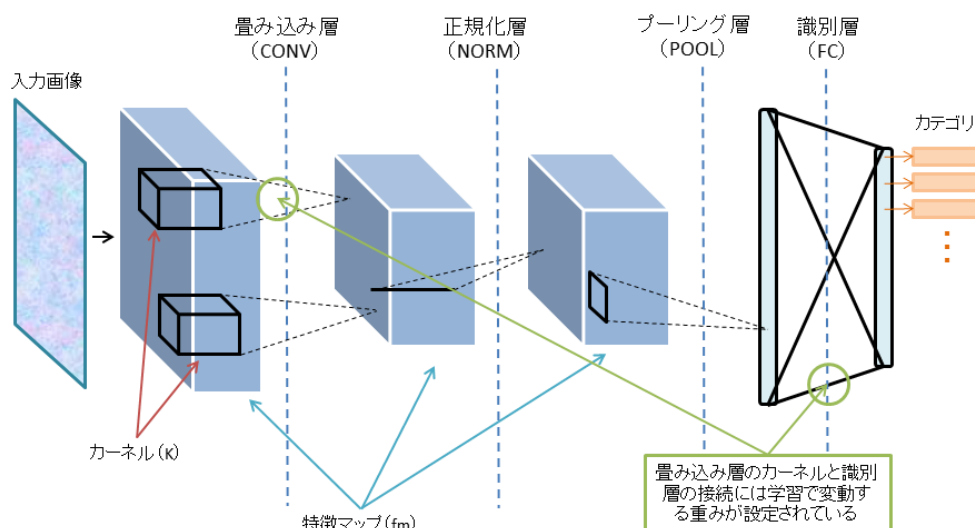 畳み込み層
(CONV)
正規化層
(NORM)
プーリング層
(POOL)
識別層
(FC)
入力画像
カテゴリ
カーネル(K)
特徴マップ(fm)
畳み込み層のカーネルと識別
層の接続には学習で変動す
る重みが設定されている